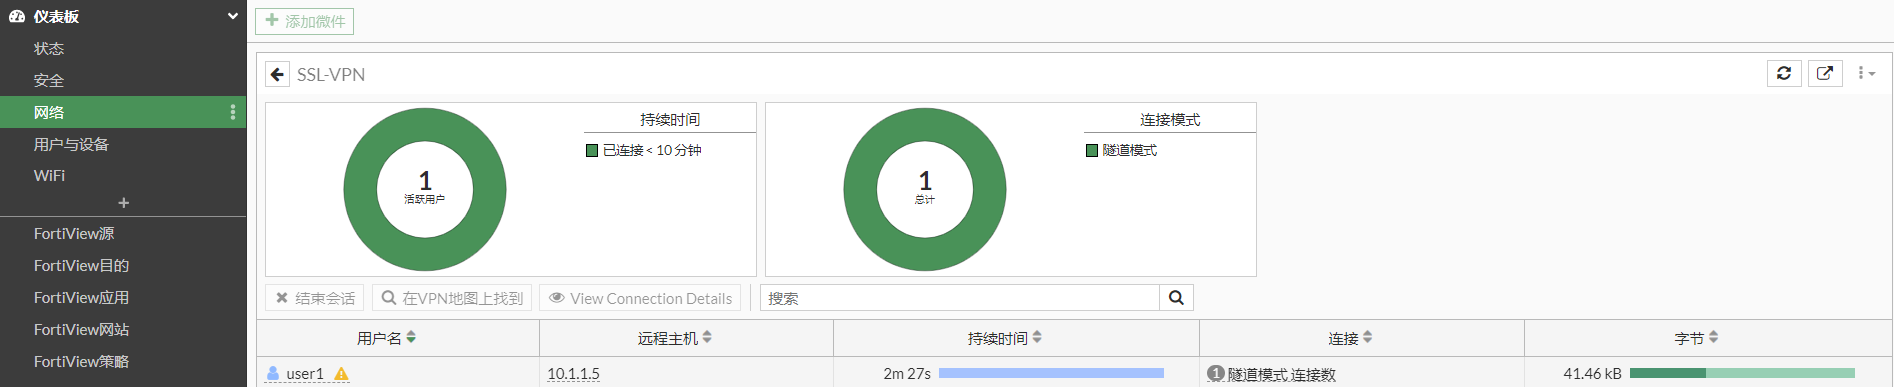 仪表板
状态
安全
网络
用户与设备
WiFi
FortiView源
FortiView目的
FortiView应用
FortiView网站
FortiView策略
添加微件
SSL-VPN
持续时间
已连接 < 10 分钟
1
活跃用户
连接模式
隧道模式
1
总计
结束会话 在VPN地图上找到 View Connection Details 搜索
用户名 远程主机 持续时间 连接 字节
user1 10.1.1.5 2m 27s 1 隧道模式 连接数 41.46 kB